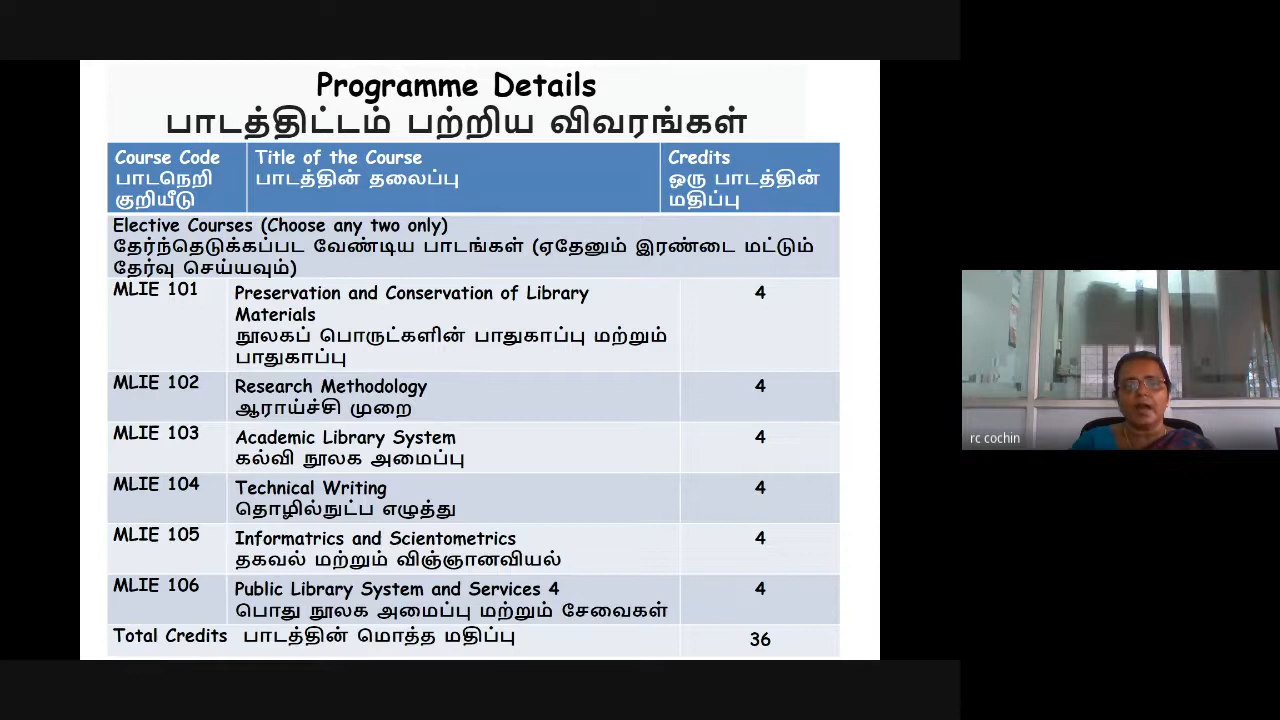 Programme Details
பாடத்திட்டம் பற்றிய விவரங்கள்
Course Code
பாடநெறி
குறியீடு
Title of the Course
பாடத்தின் தலைப்பு
Credits
ஒரு பாடத்தின்
மதிப்பு
Elective Courses (Choose any two only)
தேர்ந்தெடுக்கப்பட வேண்டிய பாடங்கள் (ஏதேனும் இரண்டை மட்டும்
தேர்வு செய்யவும்)
MLIE 101
Preservation and Conservation of Library
Materials
நூலகப் பொருட்களின் பாதுகாப்பு மற்றும்
பாதுகாப்பு
4
MLIE 102
Research Methodology
ஆராய்ச்சி முறை
4
MLIE 103
Academic Library System
கல்வி நூலக அமைப்பு
4
MLIE 104
Technical Writing
தொழில்நுட்ப எழுத்து
4
MLIE 105
Informatrics and Scientometrics
தகவல் மற்றும் விஞ்ஞானவியல்
4
MLIE 106
Public Library System and Services 4
பொது நூலக அமைப்பு மற்றும் சேவைகள்
4
Total Credits பாடத்தின் மொத்த மதிப்பு
36
rc cochin